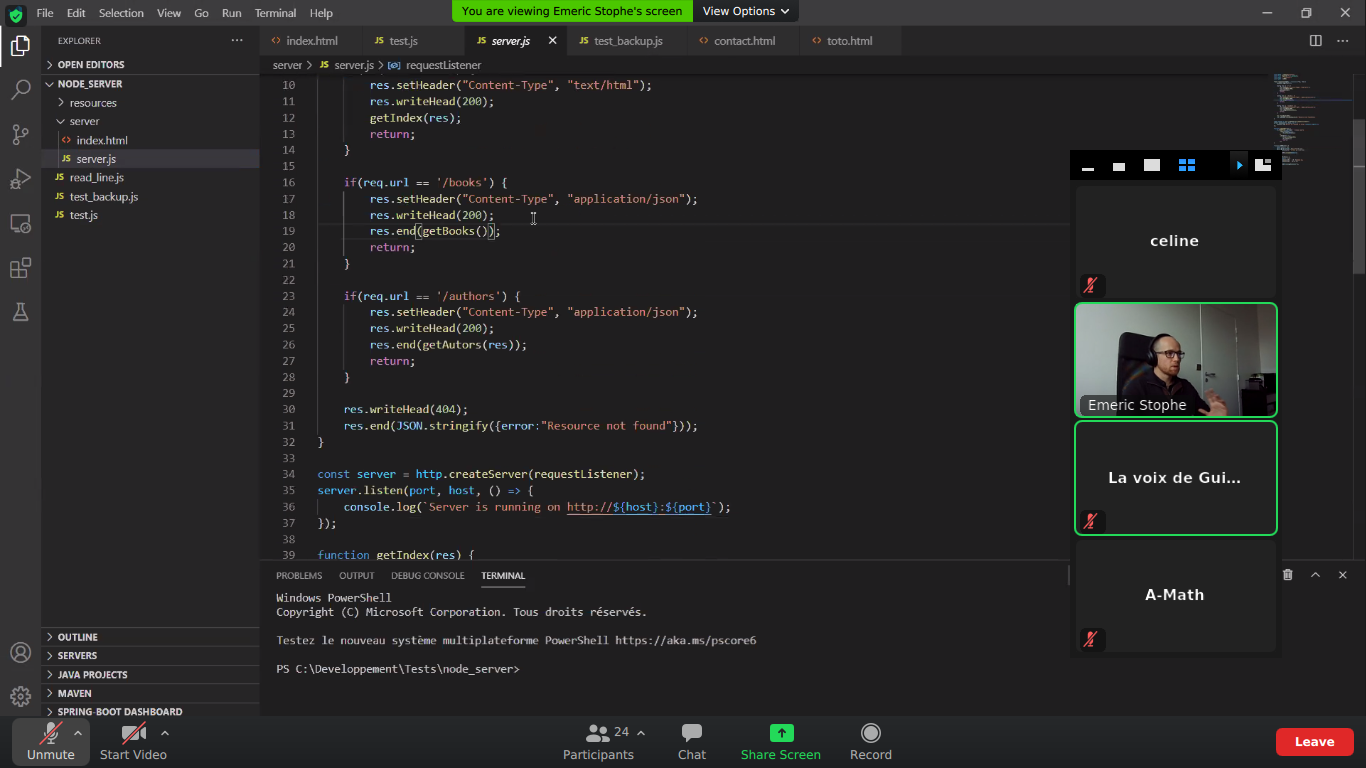 File Edit Selection View Go Run Terminal Help
You are viewing Emeric Stophe's screen
View Options
EXPLORER
index.html
test.js
server.js
test_backup.js
contact.html
toto.html
OPEN EDITORS
server > server.js > requestListener
NODE_SERVER
resources
server
index.html
server.js
read_line.js
test_backup.js
test.js
10 res.setHeader("Content-Type", "text/html");
11 res.writeHead(200);
12 getIndex(res);
13 return;
14 }
15
16 if(req.url == '/books') {
17 res.setHeader("Content-Type", "application/json");
18 res.writeHead(200);
19 res.end(getBooks());
20 return;
21 }
22
23 if(req.url == '/authors') {
24 res.setHeader("Content-Type", "application/json");
25 res.writeHead(200);
26 res.end(getAutors(res));
27 return;
28 }
29
30 res.writeHead(404);
31 res.end(JSON.stringify({error:"Resource not found"}));
32 }
33
34 const server = http.createServer(requestListener);
35 server.listen(port, host, () => {
36 console.log(`Server is running on http://${host}:${port}`);
37 });
38
39 function getIndex(res) {
celine
Emeric Stophe
La voix de Gui...
A-Math
PROBLEMS OUTPUT DEBUG CONSOLE TERMINAL
Windows PowerShell
Copyright (C) Microsoft Corporation. Tous droits réservés.
Testez le nouveau système multiplateforme PowerShell https://aka.ms/pscore6
PS C:\Developpement\Tests\node_server>
OUTLINE
SERVERS
JAVA PROJECTS
MAVEN
SPRING-BOOT DASHBOARD
Unmute
Start Video
24
Participants
Chat
Share Screen
Record
Leave